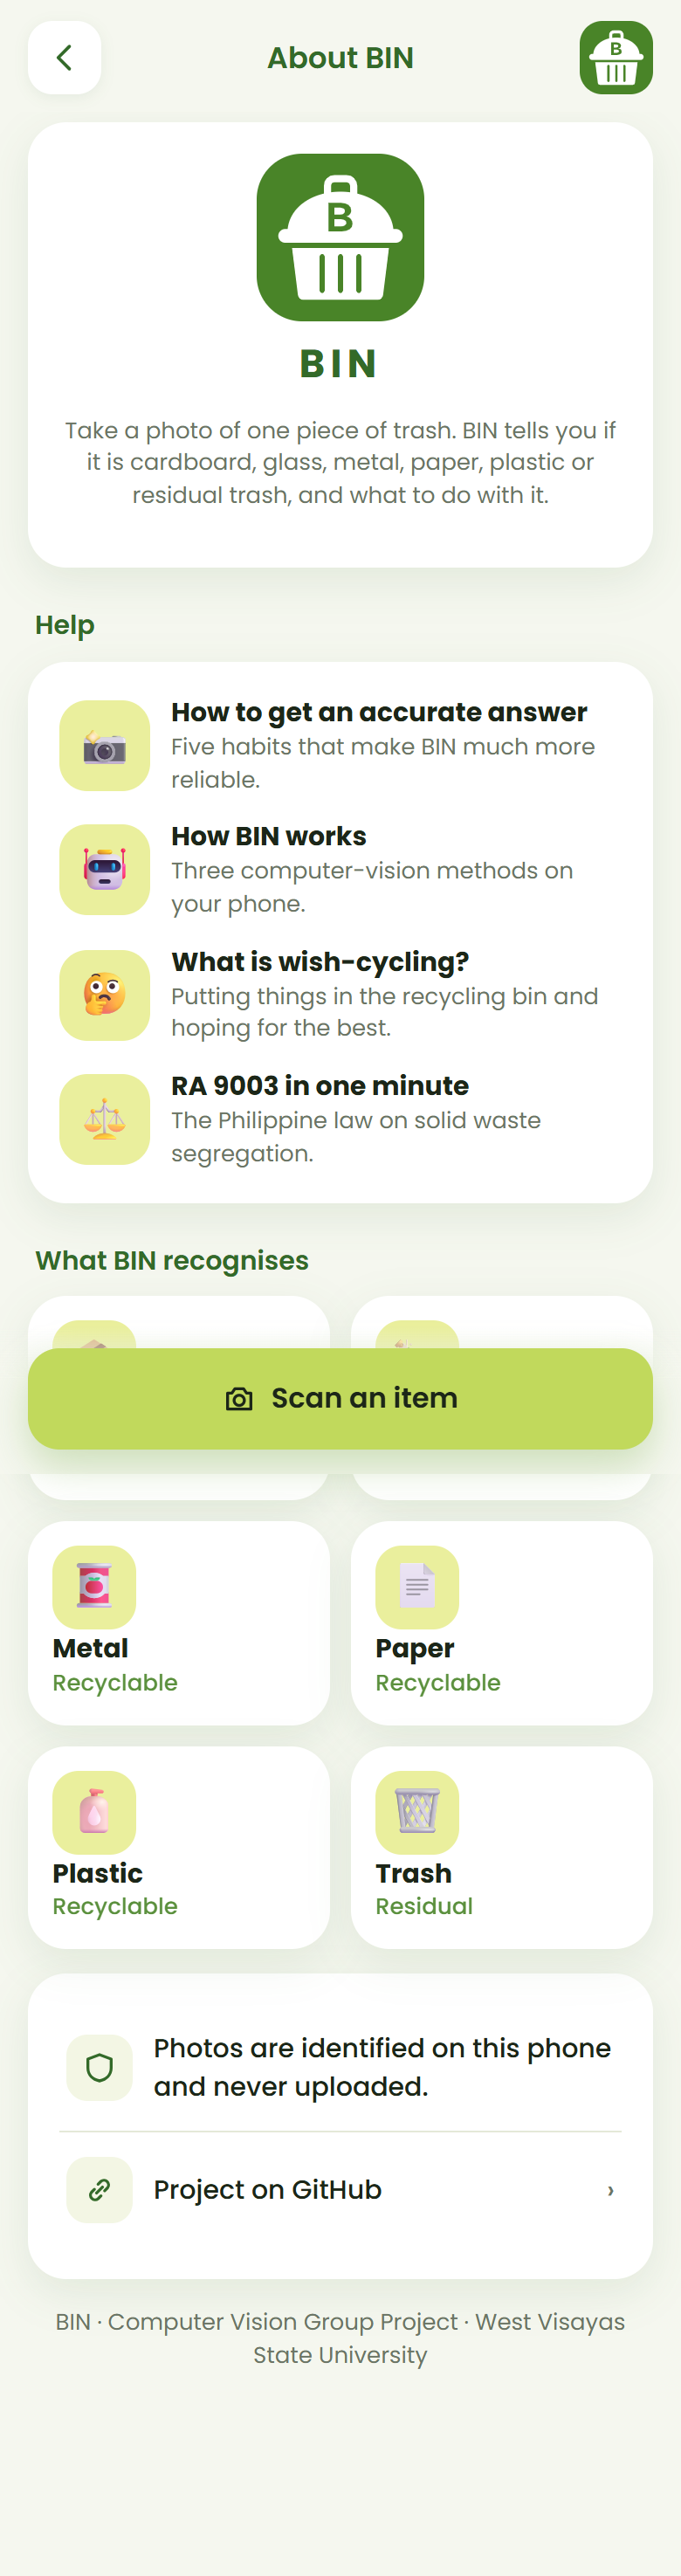 About BIN
B
B
BIN
Take a photo of one piece of trash. BIN tells you if
it is cardboard, glass, metal, paper, plastic or
residual trash, and what to do with it.
Help
How to get an accurate answer
Five habits that make BIN much more
reliable.
How BIN works
Three computer-vision methods on
your phone.
What is wish-cycling?
Putting things in the recycling bin and
hoping for the best.
RA 9003 in one minute
The Philippine law on solid waste
segregation.
What BIN recognises
Scan an item
Metal
Recyclable
Paper
Recyclable
Plastic
Recyclable
Trash
Residual
Photos are identified on this phone
and never uploaded.
Project on GitHub ›
BIN · Computer Vision Group Project · West Visayas
State University